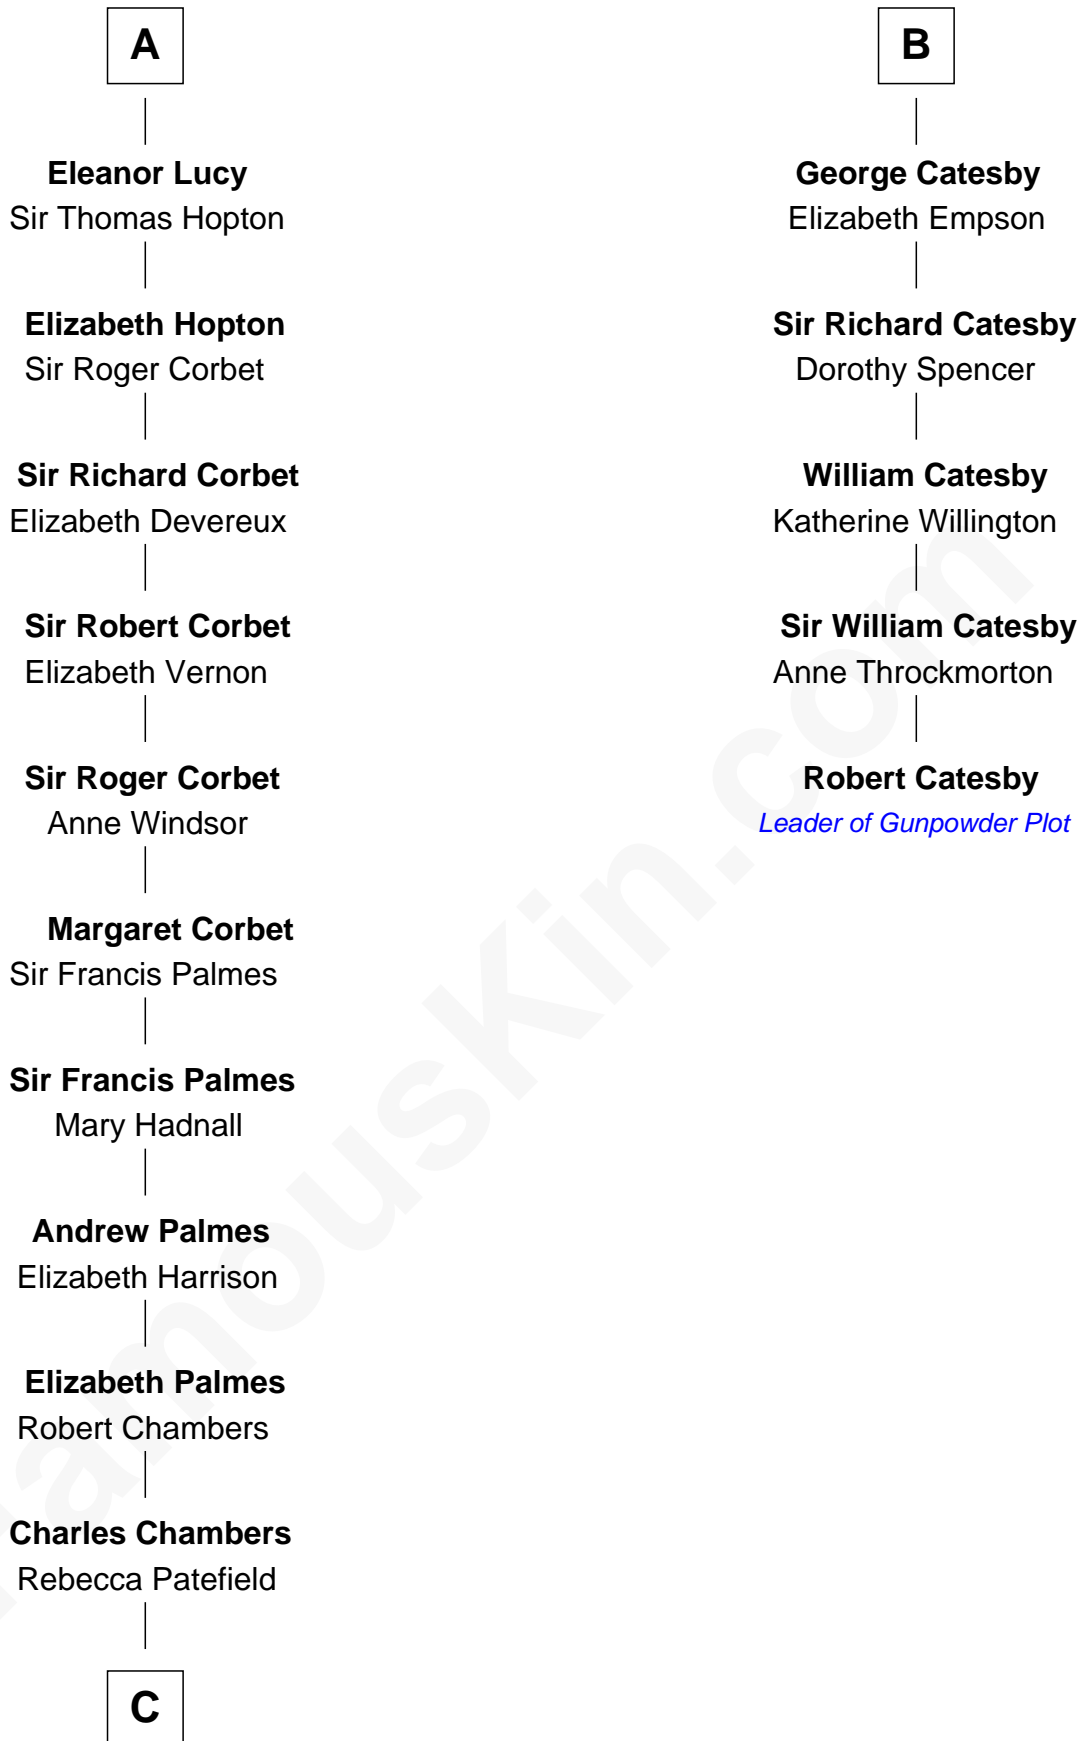 A
Eleanor Lucy
Sir Thomas Hopton
Elizabeth Hopton
Sir Roger Corbet
Sir Richard Corbet
Elizabeth Devereux
Sir Robert Corbet
Elizabeth Vernon
Sir Roger Corbet
Anne Windsor
Margaret Corbet
Sir Francis Palmes
Sir Francis Palmes
Mary Hadnall
Andrew Palmes
Elizabeth Harrison
Elizabeth Palmes
Robert Chambers
Charles Chambers
Rebecca Patefield
C
B
George Catesby
Elizabeth Empson
Sir Richard Catesby
Dorothy Spencer
William Catesby
Katherine Willington
Sir William Catesby
Anne Throckmorton
Robert Catesby
Leader of Gunpowder Plot
FamousKin.com